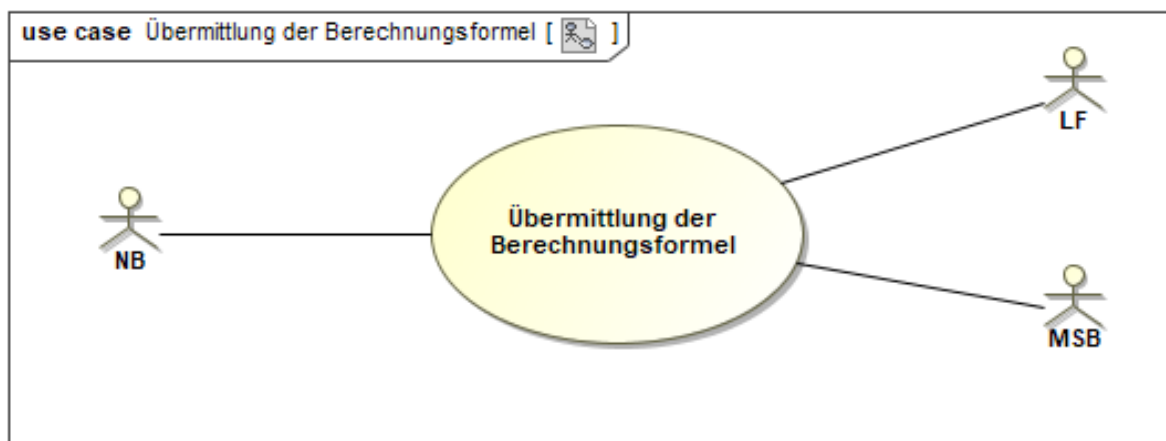 use case Übermittlung der Berechnungsformel [ ]
LF
Übermittlung der
Berechnungsformel
NB
MSB